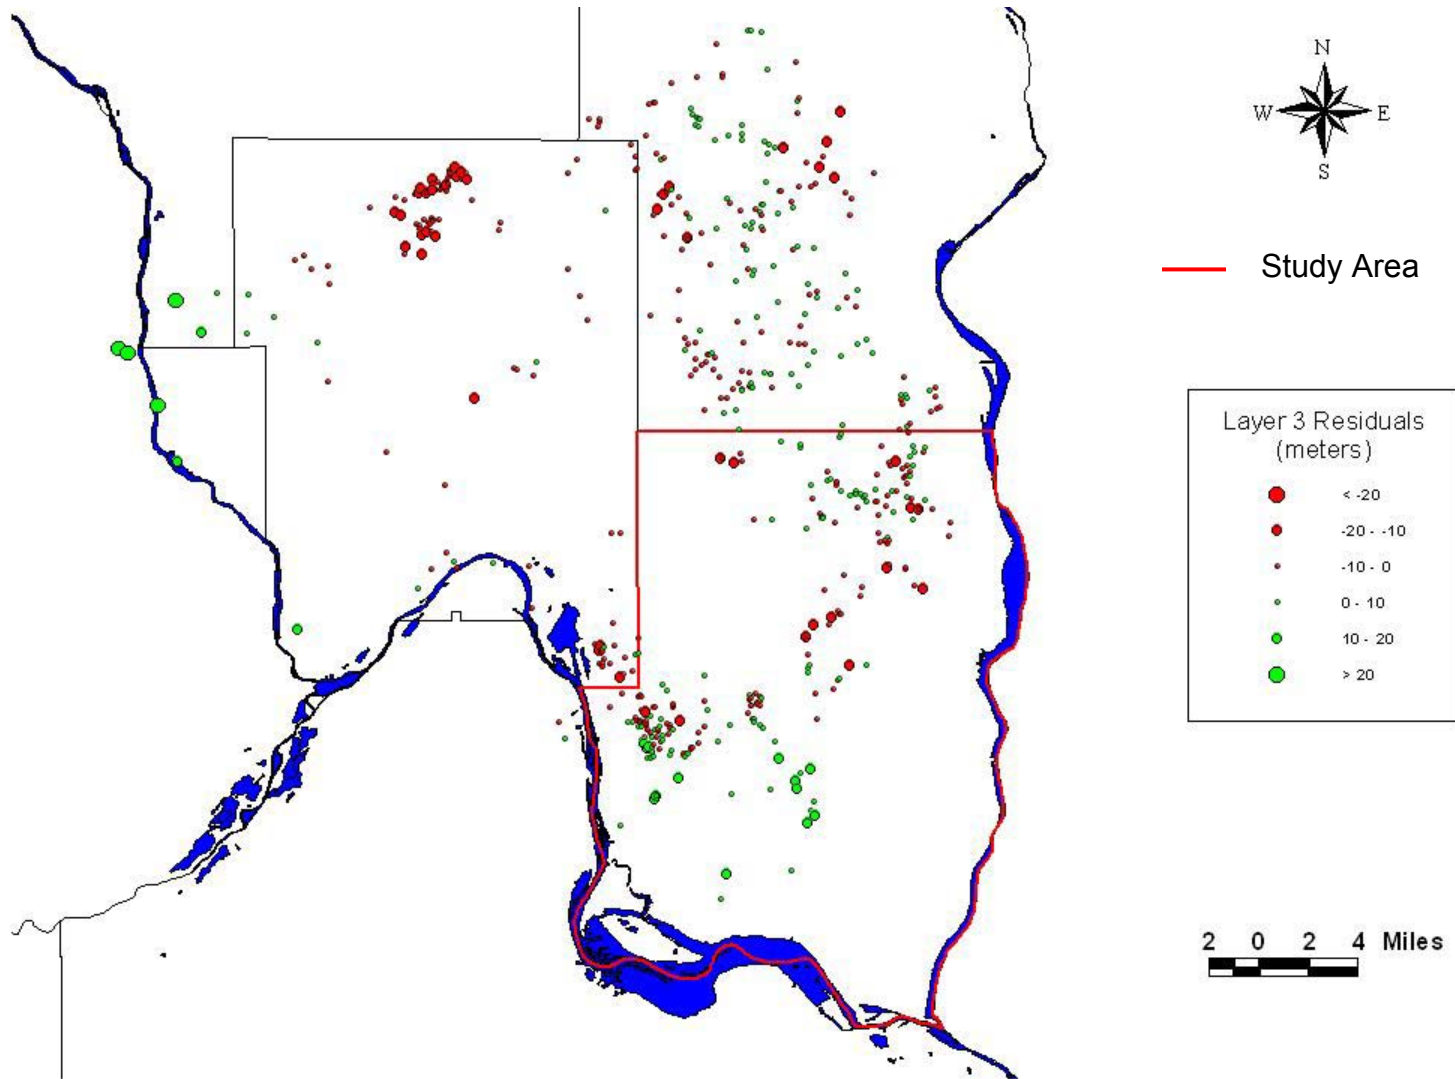 N
W E
S
Study Area
Layer 3 Residuals
(meters)
< -20
-20 - -10
-10 - 0
0 - 10
10 - 20
> 20
2 0 2 4 Miles